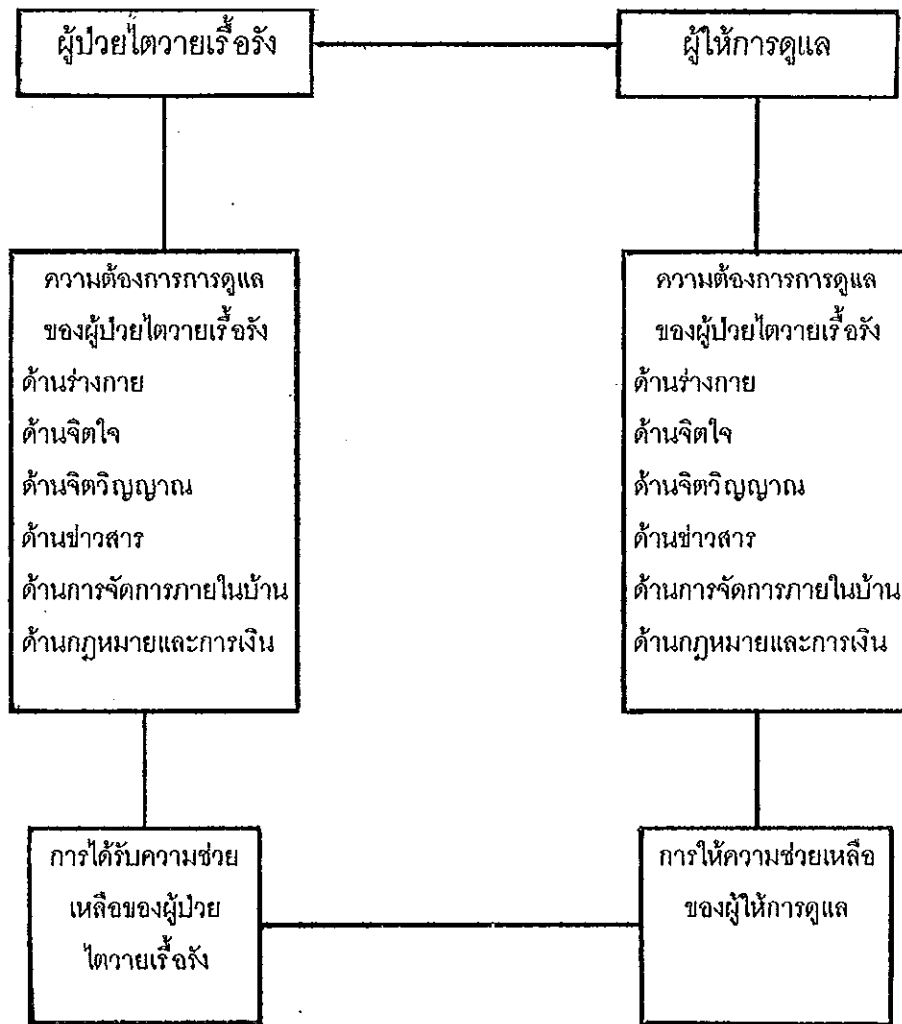 ผู้ป่วยไตวายเรื้อรัง
ผู้ให้การดูแล
ความต้องการการดูแล
ของผู้ป่วยไตวายเรื้อรัง
ด้านร่างกาย
ด้านจิตใจ
ด้านจิตวิญญาณ
ด้านข่าวสาร
ด้านการจัดการภายในบ้าน
ด้านกฎหมายและการเงิน
ความต้องการการดูแล
ของผู้ป่วยไตวายเรื้อรัง
ด้านร่างกาย
ด้านจิตใจ
ด้านจิตวิญญาณ
ด้านข่าวสาร
ด้านการจัดการภายในบ้าน
ด้านกฎหมายและการเงิน
การได้รับความช่วย
เหลือของผู้ป่วย
ไตวายเรื้อรัง
การให้ความช่วยเหลือ
ของผู้ให้การดูแล